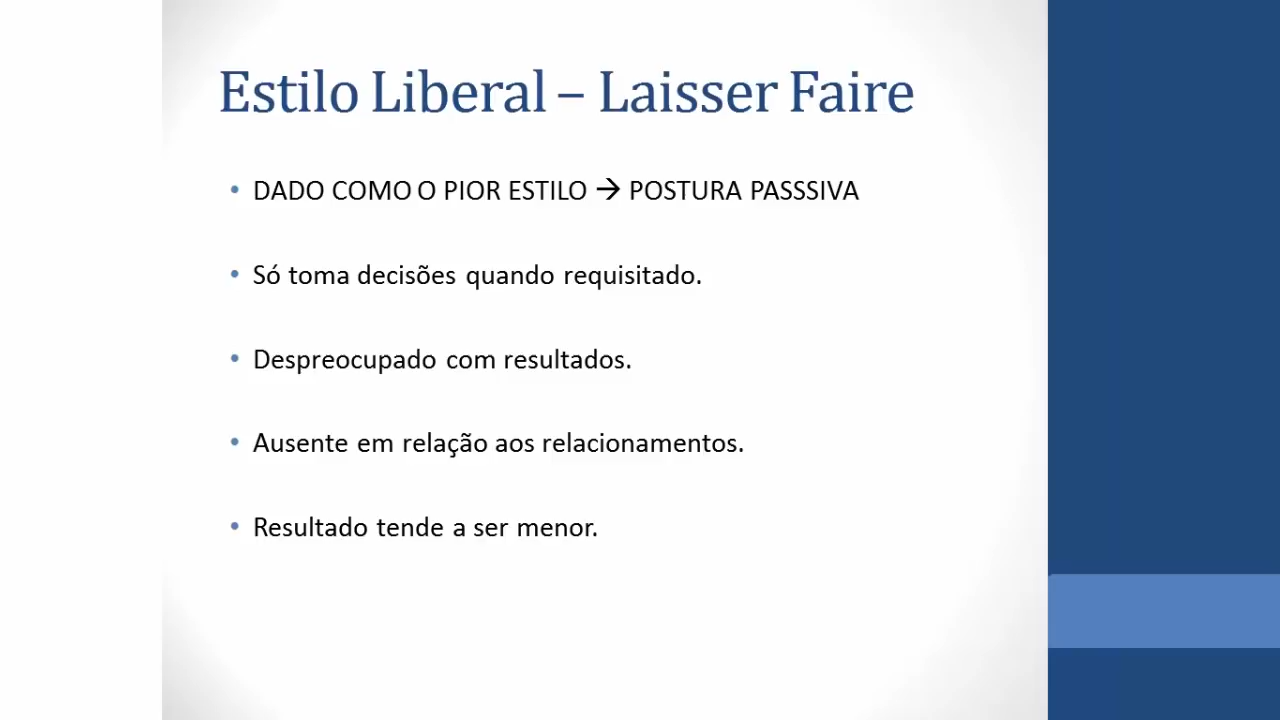 Estilo Liberal – Laisser Faire
• DADO COMO O PIOR ESTILO → POSTURA PASSSIVA
• Só toma decisões quando requisitado.
• Despreocupado com resultados.
• Ausente em relação aos relacionamentos.
• Resultado tende a ser menor.